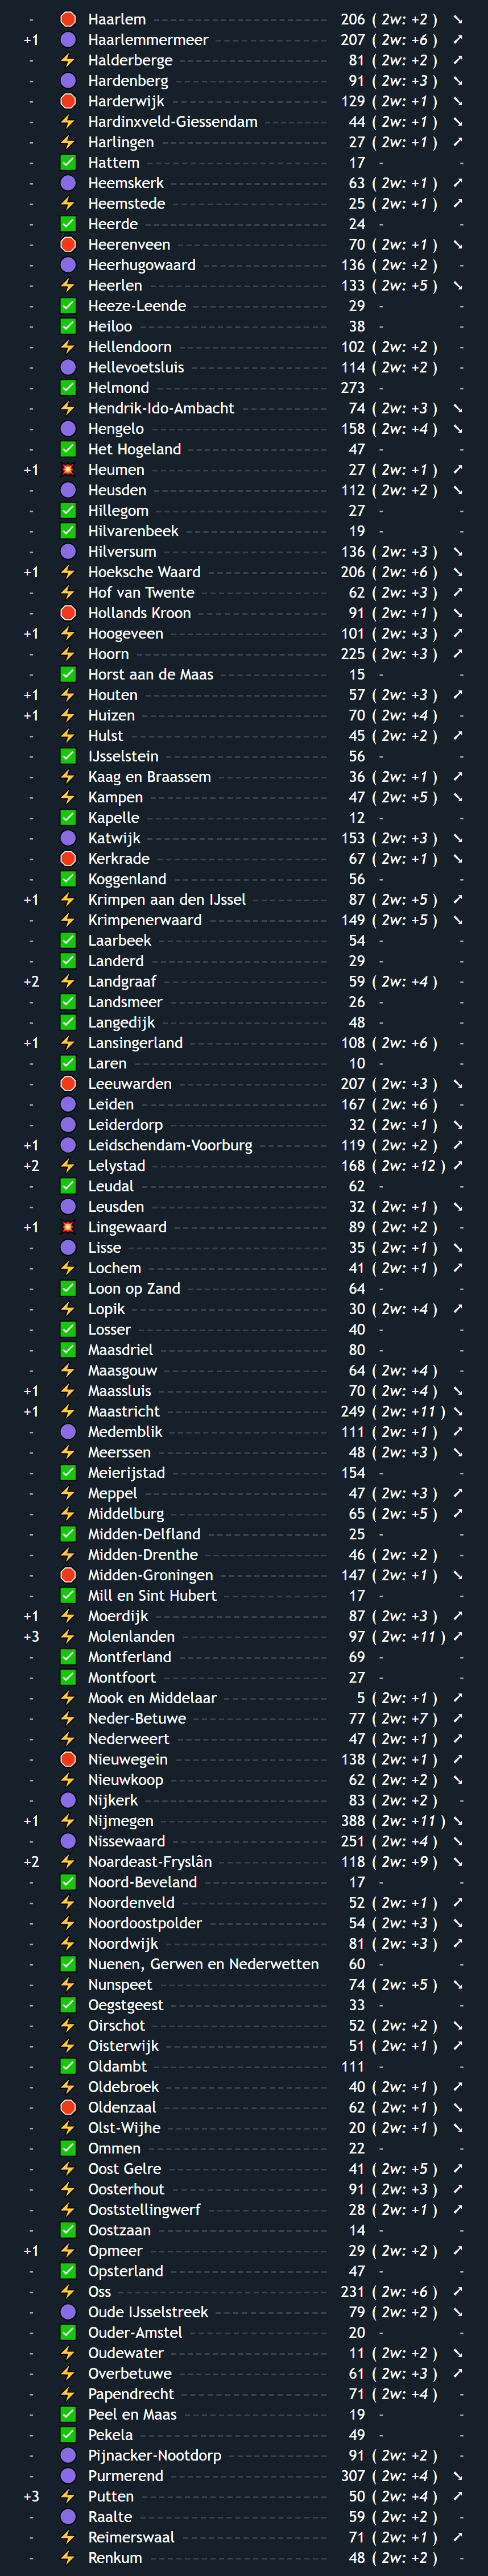 - Haarlem 206 ( 2w: +2 ) ➘
+1 Haarlemmermeer 207 ( 2w: +6 ) ➚
- Halderberge 81 ( 2w: +2 ) ➚
- Hardenberg 91 ( 2w: +3 ) ➘
- Harderwijk 129 ( 2w: +1 ) ➘
- Hardinxveld-Giessendam 44 ( 2w: +1 ) ➘
- Harlingen 27 ( 2w: +1 ) ➚
- Hattem 17 - -
- Heemskerk 63 ( 2w: +1 ) ➚
- Heemstede 25 ( 2w: +1 ) ➚
- Heerde 24 - -
- Heerenveen 70 ( 2w: +1 ) ➘
- Heerhugowaard 136 ( 2w: +2 ) -
- Heerlen 133 ( 2w: +5 ) ➘
- Heeze-Leende 29 - -
- Heiloo 38 - -
- Hellendoorn 102 ( 2w: +2 ) -
- Hellevoetsluis 114 ( 2w: +2 ) -
- Helmond 273 - -
- Hendrik-Ido-Ambacht 74 ( 2w: +3 ) ➘
- Hengelo 158 ( 2w: +4 ) ➘
- Het Hogeland 47 - -
+1 Heumen 27 ( 2w: +1 ) ➚
- Heusden 112 ( 2w: +2 ) ➘
- Hillegom 27 - -
- Hilvarenbeek 19 - -
- Hilversum 136 ( 2w: +3 ) ➘
+1 Hoeksche Waard 206 ( 2w: +6 ) ➘
- Hof van Twente 62 ( 2w: +3 ) ➚
- Hollands Kroon 91 ( 2w: +1 ) ➘
+1 Hoogeveen 101 ( 2w: +3 ) ➚
- Hoorn 225 ( 2w: +3 ) ➚
- Horst aan de Maas 15 - -
+1 Houten 57 ( 2w: +3 ) ➚
+1 Huizen 70 ( 2w: +4 ) -
- Hulst 45 ( 2w: +2 ) ➚
- IJsselstein 56 - -
- Kaag en Braassem 36 ( 2w: +1 ) ➚
- Kampen 47 ( 2w: +5 ) ➘
- Kapelle 12 - -
- Katwijk 153 ( 2w: +3 ) ➘
- Kerkrade 67 ( 2w: +1 ) ➘
- Koggenland 56 - -
+1 Krimpen aan den IJssel 87 ( 2w: +5 ) ➚
- Krimpenerwaard 149 ( 2w: +5 ) ➘
- Laarbeek 54 - -
- Landerd 29 - -
+2 Landgraaf 59 ( 2w: +4 ) -
- Landsmeer 26 - -
- Langedijk 48 - -
+1 Lansingerland 108 ( 2w: +6 ) -
- Laren 10 - -
- Leeuwarden 207 ( 2w: +3 ) ➘
- Leiden 167 ( 2w: +6 ) -
- Leiderdorp 32 ( 2w: +1 ) ➘
+1 Leidschendam-Voorburg 119 ( 2w: +2 ) ➚
+2 Lelystad 168 ( 2w: +12 ) ➚
- Leudal 62 - -
- Leusden 32 ( 2w: +1 ) ➘
+1 Lingewaard 89 ( 2w: +2 ) -
- Lisse 35 ( 2w: +1 ) ➘
- Lochem 41 ( 2w: +1 ) ➚
- Loon op Zand 64 - -
- Lopik 30 ( 2w: +4 ) ➚
- Losser 40 - -
- Maasdriel 80 - -
- Maasgouw 64 ( 2w: +4 ) -
+1 Maassluis 70 ( 2w: +4 ) ➘
+1 Maastricht 249 ( 2w: +11 ) ➘
- Medemblik 111 ( 2w: +1 ) ➚
- Meerssen 48 ( 2w: +3 ) ➘
- Meierijstad 154 - -
- Meppel 47 ( 2w: +3 ) ➚
- Middelburg 65 ( 2w: +5 ) ➚
- Midden-Delfland 25 - -
- Midden-Drenthe 46 ( 2w: +2 ) -
- Midden-Groningen 147 ( 2w: +1 ) ➘
- Mill en Sint Hubert 17 - -
+1 Moerdijk 87 ( 2w: +3 ) ➚
+3 Molenlanden 97 ( 2w: +11 ) ➚
- Montferland 69 - -
- Montfoort 27 - -
- Mook en Middelaar 5 ( 2w: +1 ) ➚
- Neder-Betuwe 77 ( 2w: +7 ) ➚
- Nederweert 47 ( 2w: +1 ) ➚
- Nieuwegein 138 ( 2w: +1 ) ➚
- Nieuwkoop 62 ( 2w: +2 ) ➘
- Nijkerk 83 ( 2w: +2 ) -
+1 Nijmegen 388 ( 2w: +11 ) ➘
- Nissewaard 251 ( 2w: +4 ) ➘
+2 Noardeast-Fryslân 118 ( 2w: +9 ) ➘
- Noord-Beveland 17 - -
- Noordenveld 52 ( 2w: +1 ) ➚
- Noordoostpolder 54 ( 2w: +3 ) ➘
- Noordwijk 81 ( 2w: +3 ) ➚
- Nuenen, Gerwen en Nederwetten 60 - -
- Nunspeet 74 ( 2w: +5 ) ➘
- Oegstgeest 33 - -
- Oirschot 52 ( 2w: +2 ) ➘
- Oisterwijk 51 ( 2w: +1 ) ➚
- Oldambt 111 - -
- Oldebroek 40 ( 2w: +1 ) ➚
- Oldenzaal 62 ( 2w: +1 ) ➘
- Olst-Wijhe 20 ( 2w: +1 ) ➘
- Ommen 22 - -
- Oost Gelre 41 ( 2w: +5 ) ➚
- Oosterhout 91 ( 2w: +3 ) ➚
- Ooststellingwerf 28 ( 2w: +1 ) ➚
- Oostzaan 14 - -
+1 Opmeer 29 ( 2w: +2 ) ➚
- Opsterland 47 - -
- Oss 231 ( 2w: +6 ) ➚
- Oude IJsselstreek 79 ( 2w: +2 ) ➘
- Ouder-Amstel 20 - -
- Oudewater 11 ( 2w: +2 ) ➘
- Overbetuwe 61 ( 2w: +3 ) ➚
- Papendrecht 71 ( 2w: +4 ) -
- Peel en Maas 19 - -
- Pekela 49 - -
- Pijnacker-Nootdorp 91 ( 2w: +2 ) -
- Purmerend 307 ( 2w: +4 ) ➘
+3 Putten 50 ( 2w: +4 ) ➚
- Raalte 59 ( 2w: +2 ) -
- Reimerswaal 71 ( 2w: +1 ) ➚
- Renkum 48 ( 2w: +2 ) -